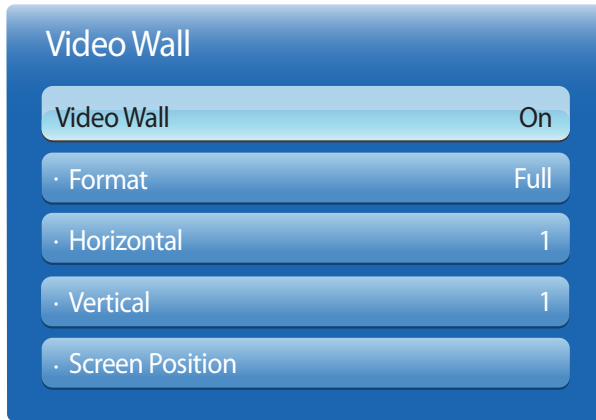 Video Wall
Video Wall On
· Format Full
· Horizontal 1
· Vertical 1
· Screen Position